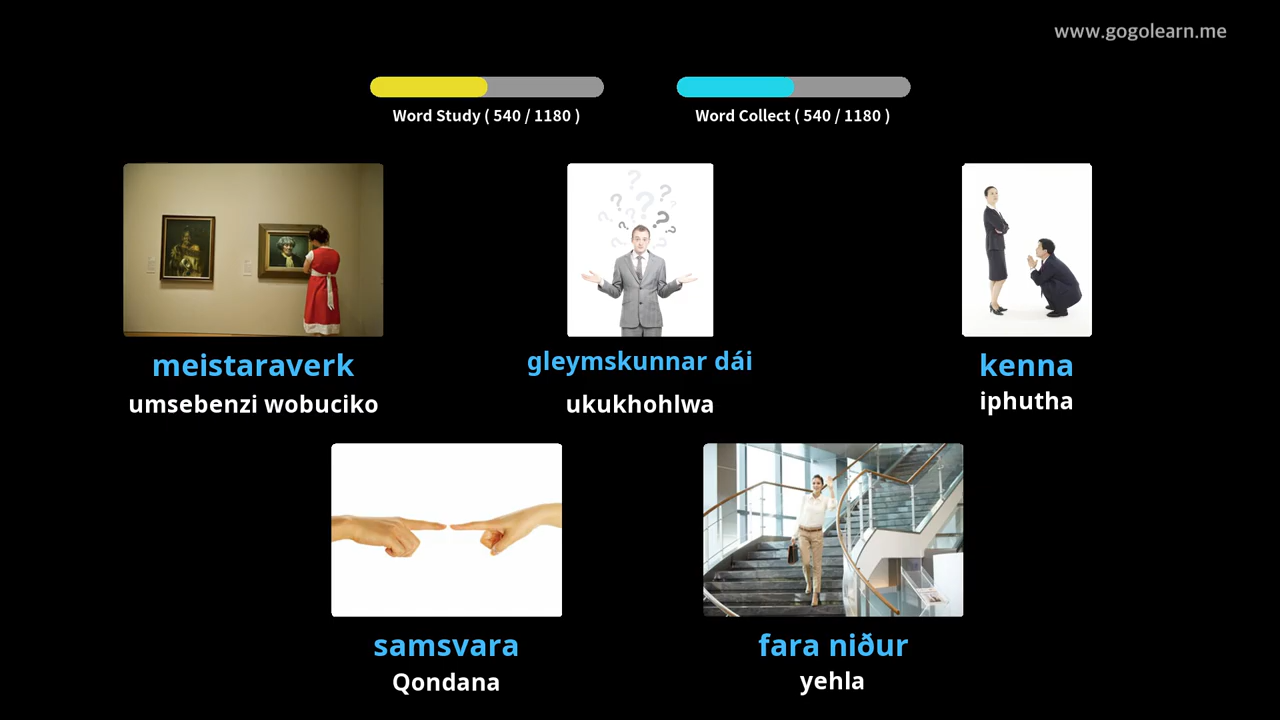 www.gogolearn.me
Word Study ( 540 / 1180 )
Word Collect ( 540 / 1180 )
meistaraverk
umsebenzi wobuciko
gleymskunnar dái
ukukhohlwa
kenna
iphutha
samsvara
Qondana
fara niður
yehla